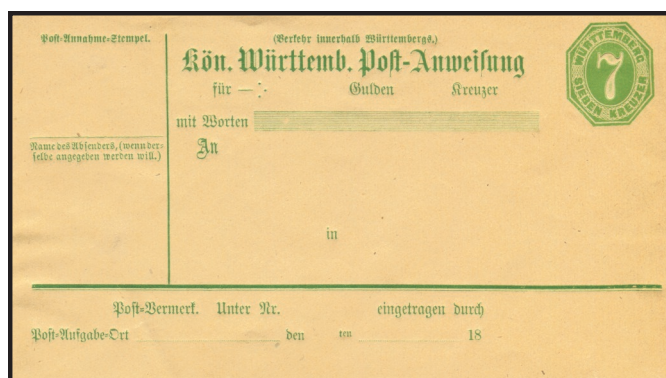 Post-Annahme-Stempel.
(Verkehr innerhalb Württembergs.)
Kön. Württemb. Post-Anweisung
für — :- Gulden Kreuzer
mit Worten
Name des Absenders, (wenn der=
selbe angegeben werden will.)
An
in
WÜRTTEMBERG
7
SIEBEN KREUZER
Post=Vermerk. Unter Nr. eingetragen durch
Post=Aufgabe=Ort den ten 18